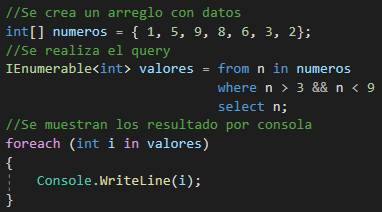 //Se crea un arreglo con datos
int[] numeros = { 1, 5, 9, 8, 6, 3, 2};
//Se realiza el query
IEnumerable<int> valores = from n in numeros
where n > 3 && n < 9
select n;
//Se muestran los resultado por consola
foreach (int i in valores)
{
Console.WriteLine(i);
}